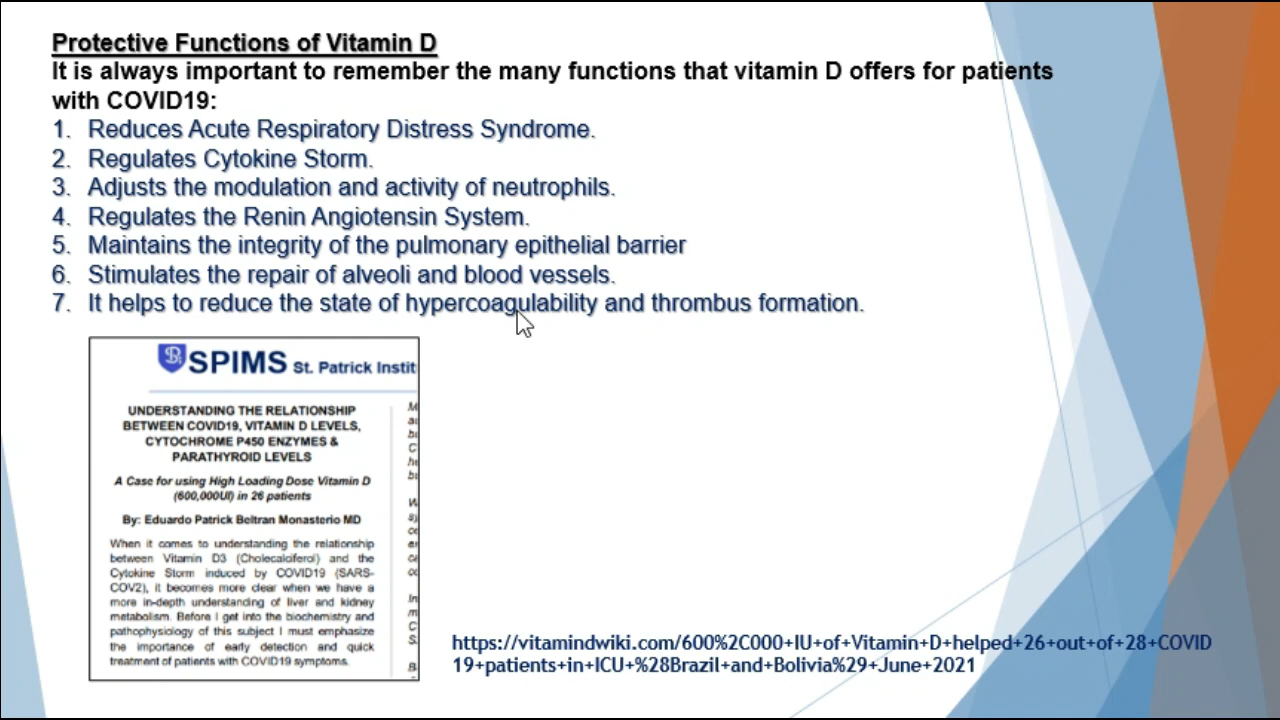 Protective Functions of Vitamin D
It is always important to remember the many functions that vitamin D offers for patients
with COVID19:
1. Reduces Acute Respiratory Distress Syndrome.
2. Regulates Cytokine Storm.
3. Adjusts the modulation and activity of neutrophils.
4. Regulates the Renin Angiotensin System.
5. Maintains the integrity of the pulmonary epithelial barrier
6. Stimulates the repair of alveoli and blood vessels.
7. It helps to reduce the state of hypercoagulability and thrombus formation.
SPIMS St. Patrick Instit
UNDERSTANDING THE RELATIONSHIP
BETWEEN COVID19, VITAMIN D LEVELS,
CYTOCHROME P450 ENZYMES &
PARATHYROID LEVELS
A Case for using High Loading Dose Vitamin D
(600,000UI) in 26 patients
By: Eduardo Patrick Beltran Monasterio MD
When it comes to understanding the relationship
between Vitamin D3 (Cholecalciferol) and the
Cytokine Storm induced by COVID19 (SARS-
COV2), it becomes more clear when we have a
more in-depth understanding of liver and kidney
metabolism. Before I get into the biochemistry and
pathophysiology of this subject I must emphasize
the importance of early detection and quick
treatment of patients with COVID19 symptoms.
https://vitamindwiki.com/600%2C000+IU+of+Vitamin+D+helped+26+out+of+28+COVID
19+patients+in+ICU+%28Brazil+and+Bolivia%29+June+2021